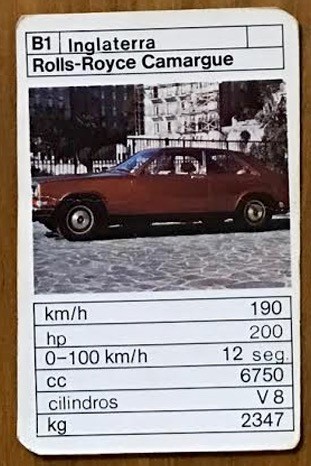 B1 Inglaterra
Rolls-Royce Camargue
km/h 190
hp 200
0-100 km/h 12 seg.
cc 6750
cilindros V 8
kg 2347